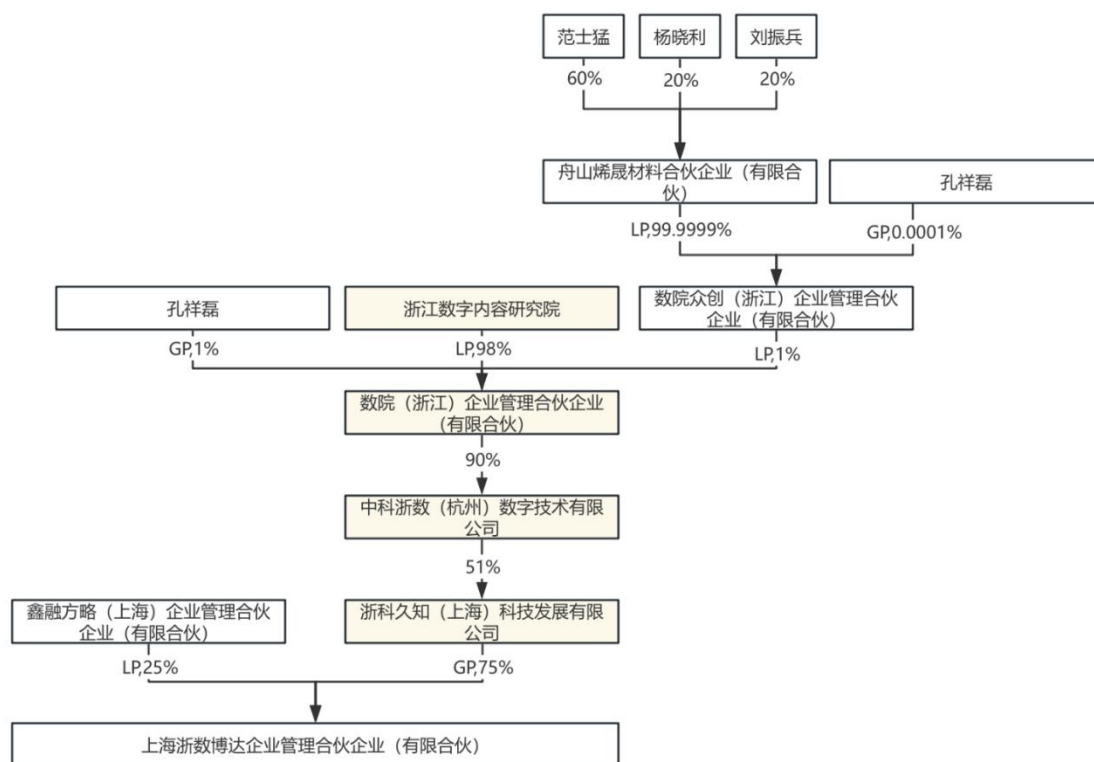 范士猛
杨晓利
刘振兵
60%
20%
20%
舟山烯晟材料合伙企业（有限合
伙）
孔祥磊
LP,99.9999%
GP,0.0001%
孔祥磊
浙江数字内容研究院
数院众创（浙江）企业管理合伙
企业（有限合伙）
GP,1%
LP,98%
LP,1%
数院（浙江）企业管理合伙企业
（有限合伙）
90%
中科浙数（杭州）数字技术有限
公司
51%
鑫融方略（上海）企业管理合伙
企业（有限合伙）
浙科久知（上海）科技发展有限
公司
LP,25%
GP,75%
上海浙数博达企业管理合伙企业（有限合伙）